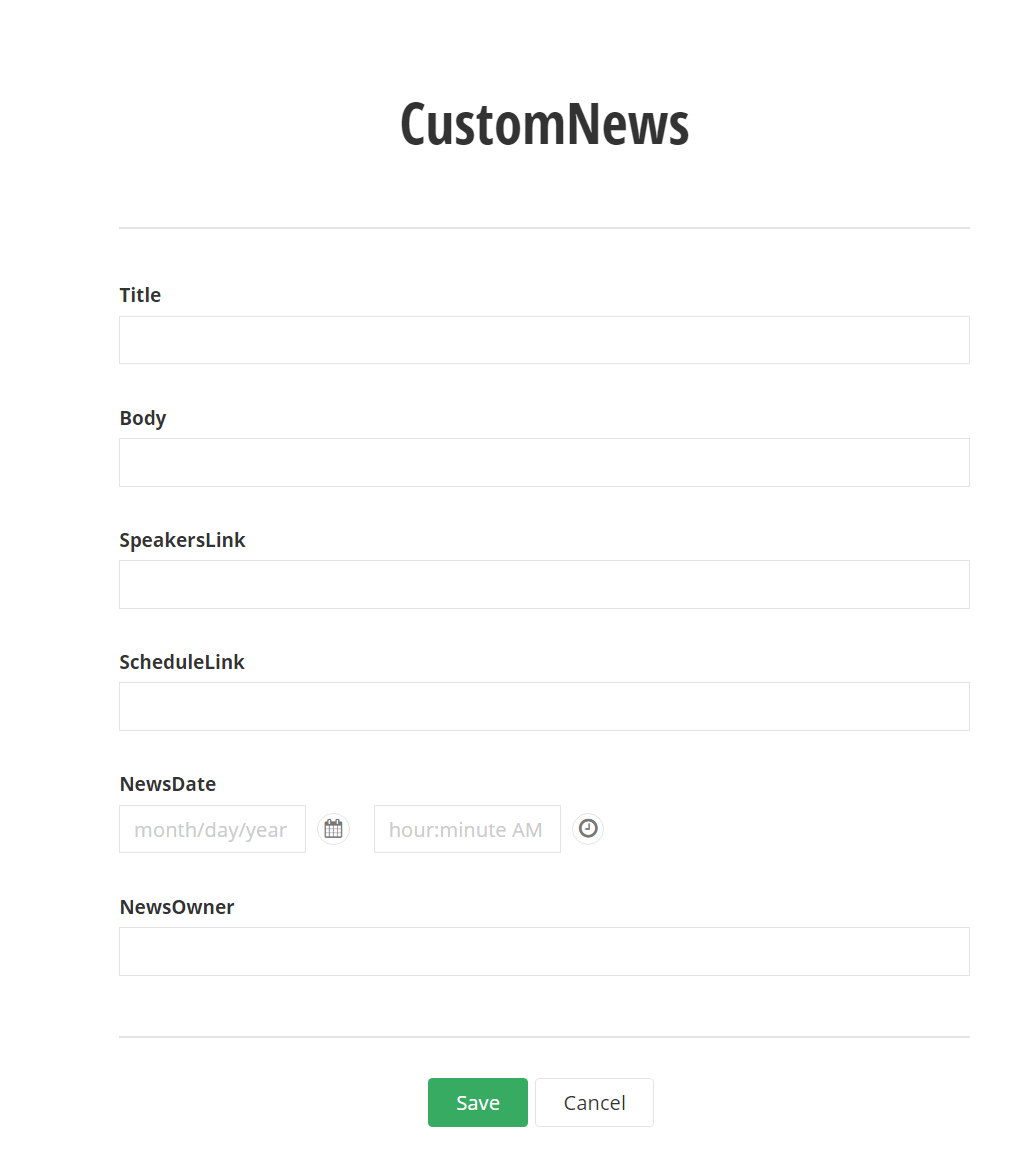 CustomNews
Title
Body
SpeakersLink
ScheduleLink
NewsDate
month/day/year hour:minute AM
NewsOwner
Save Cancel